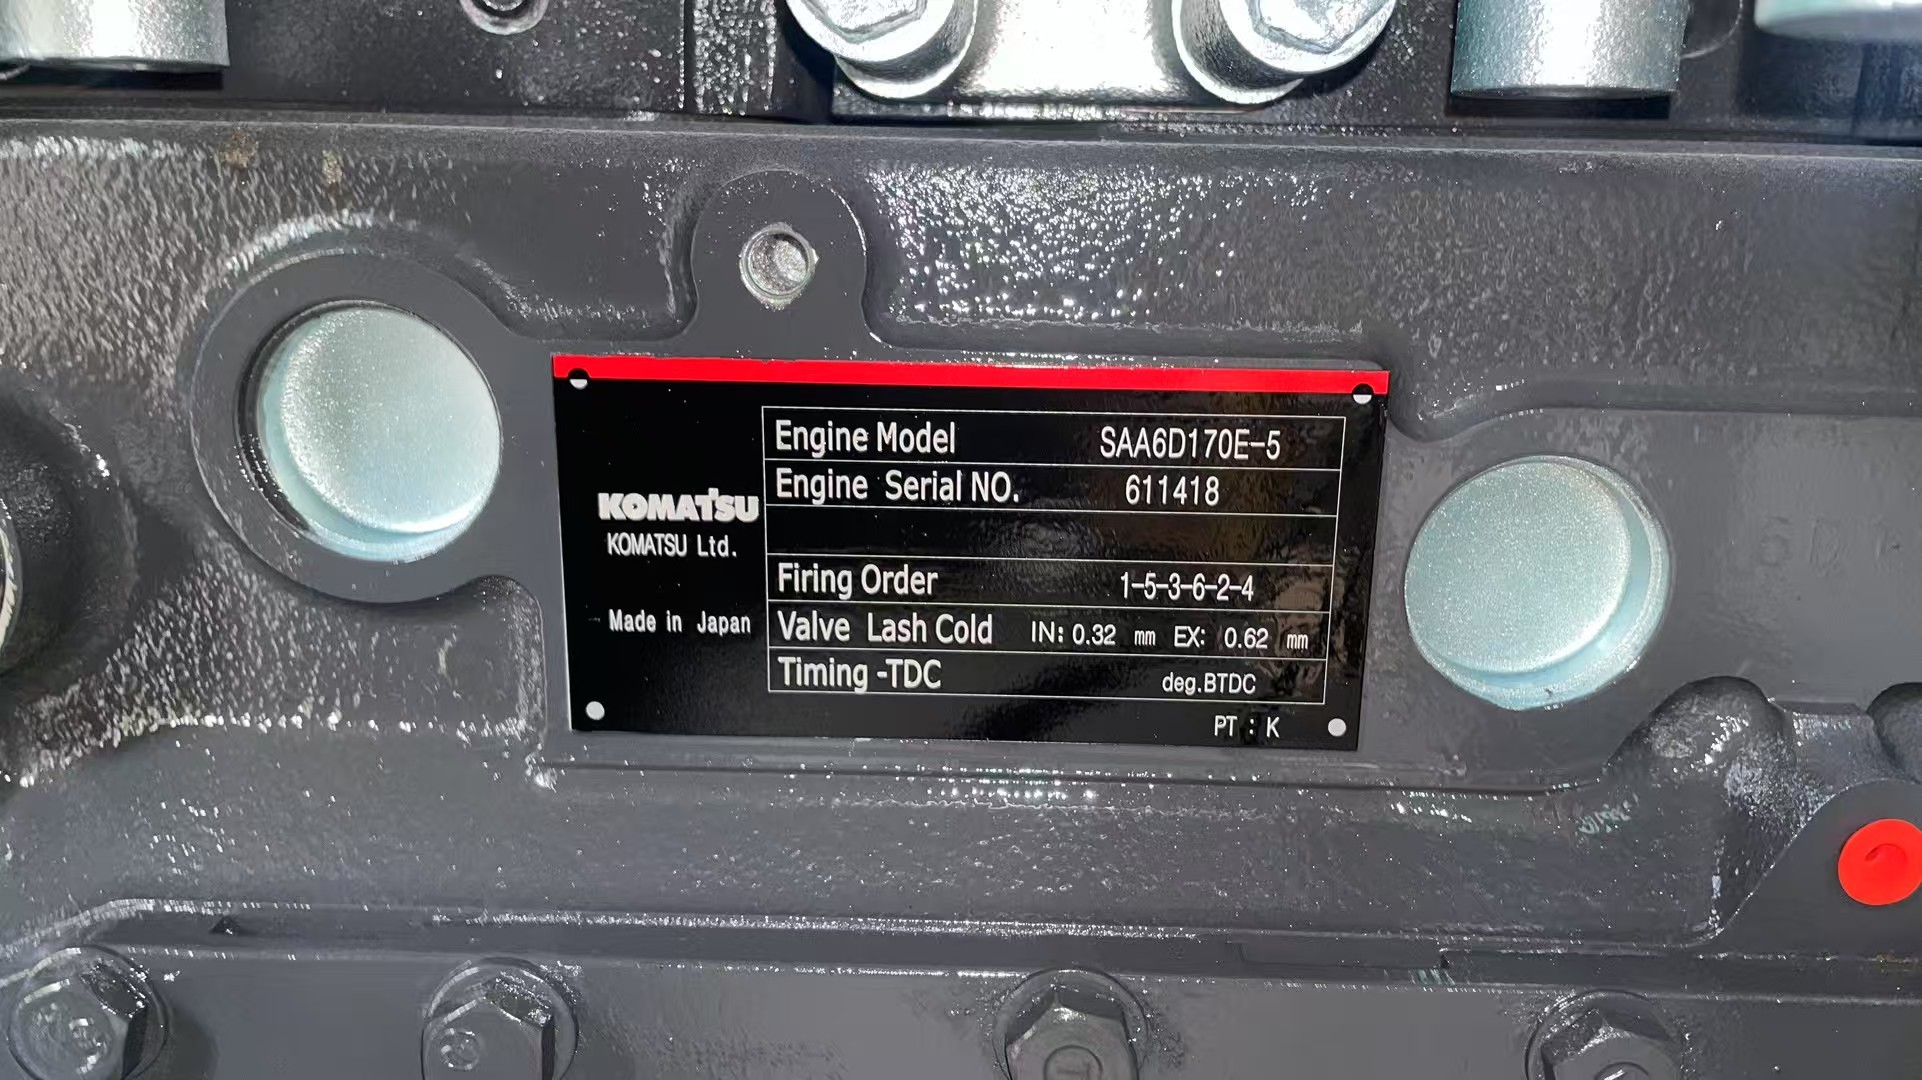 Engine Model SAA6D170E-5
Engine Serial NO. 611418
KOMATSU
KOMATSU Ltd.
Firing Order 1-5-3-6-2-4
Made in Japan
Valve Lash Cold IN: 0.32 mm EX: 0.62 mm
Timing -TDC deg.BTDC
PT : K